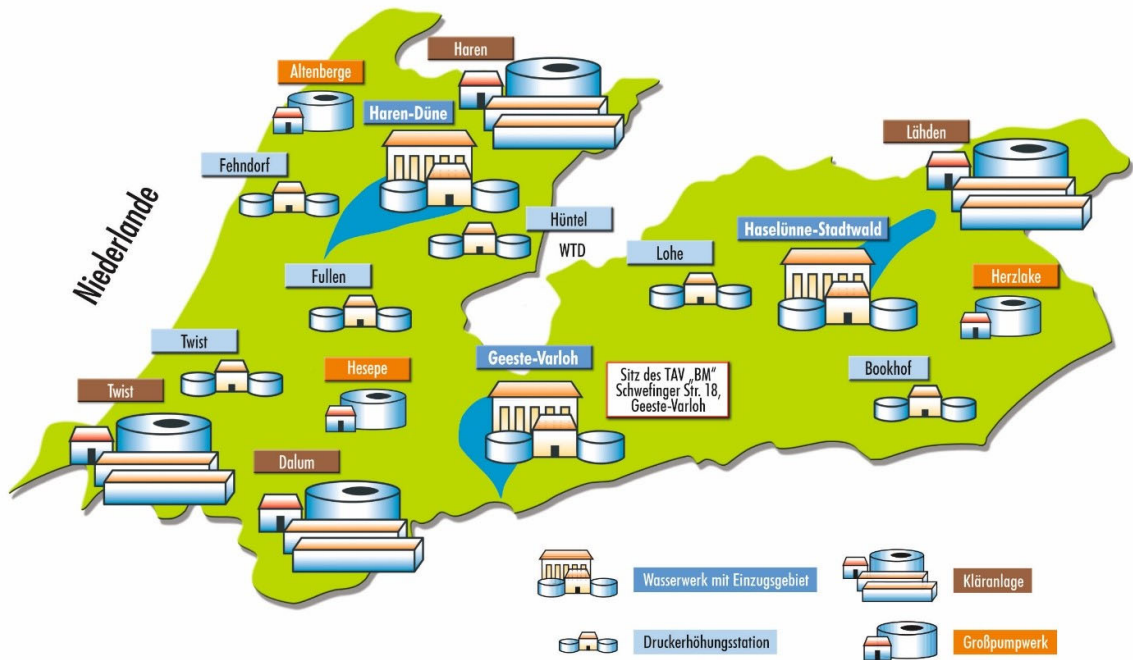 Haren
Altenberge
Haren-Düne
Lähden
Fehndorf
Niederlande
Hüntel
WTD
Lohe
Haselünne-Stadtwald
Fullen
Herzlake
Twist
Hesepe
Geeste-Varloh
Sitz des TAV „BM“
Schwefinger Str. 18,
Geeste-Varloh
Bookhof
Twist
Dalum
Wasserwerk mit Einzugsgebiet
Kläranlage
Druckerhöhungsstation
Großpumpwerk